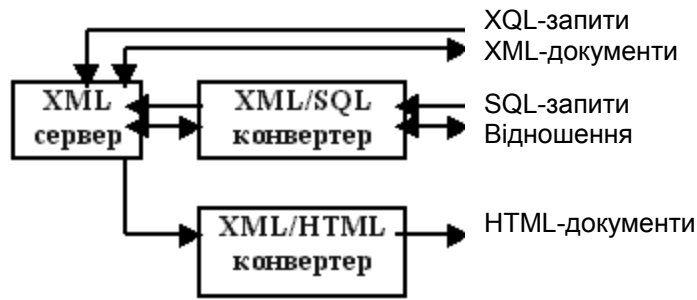 XQL-запити
XML-документи
XML
сервер
XML/SQL
конвертер
SQL-запити
Відношення
XML/HTML
конвертер
HTML-документи